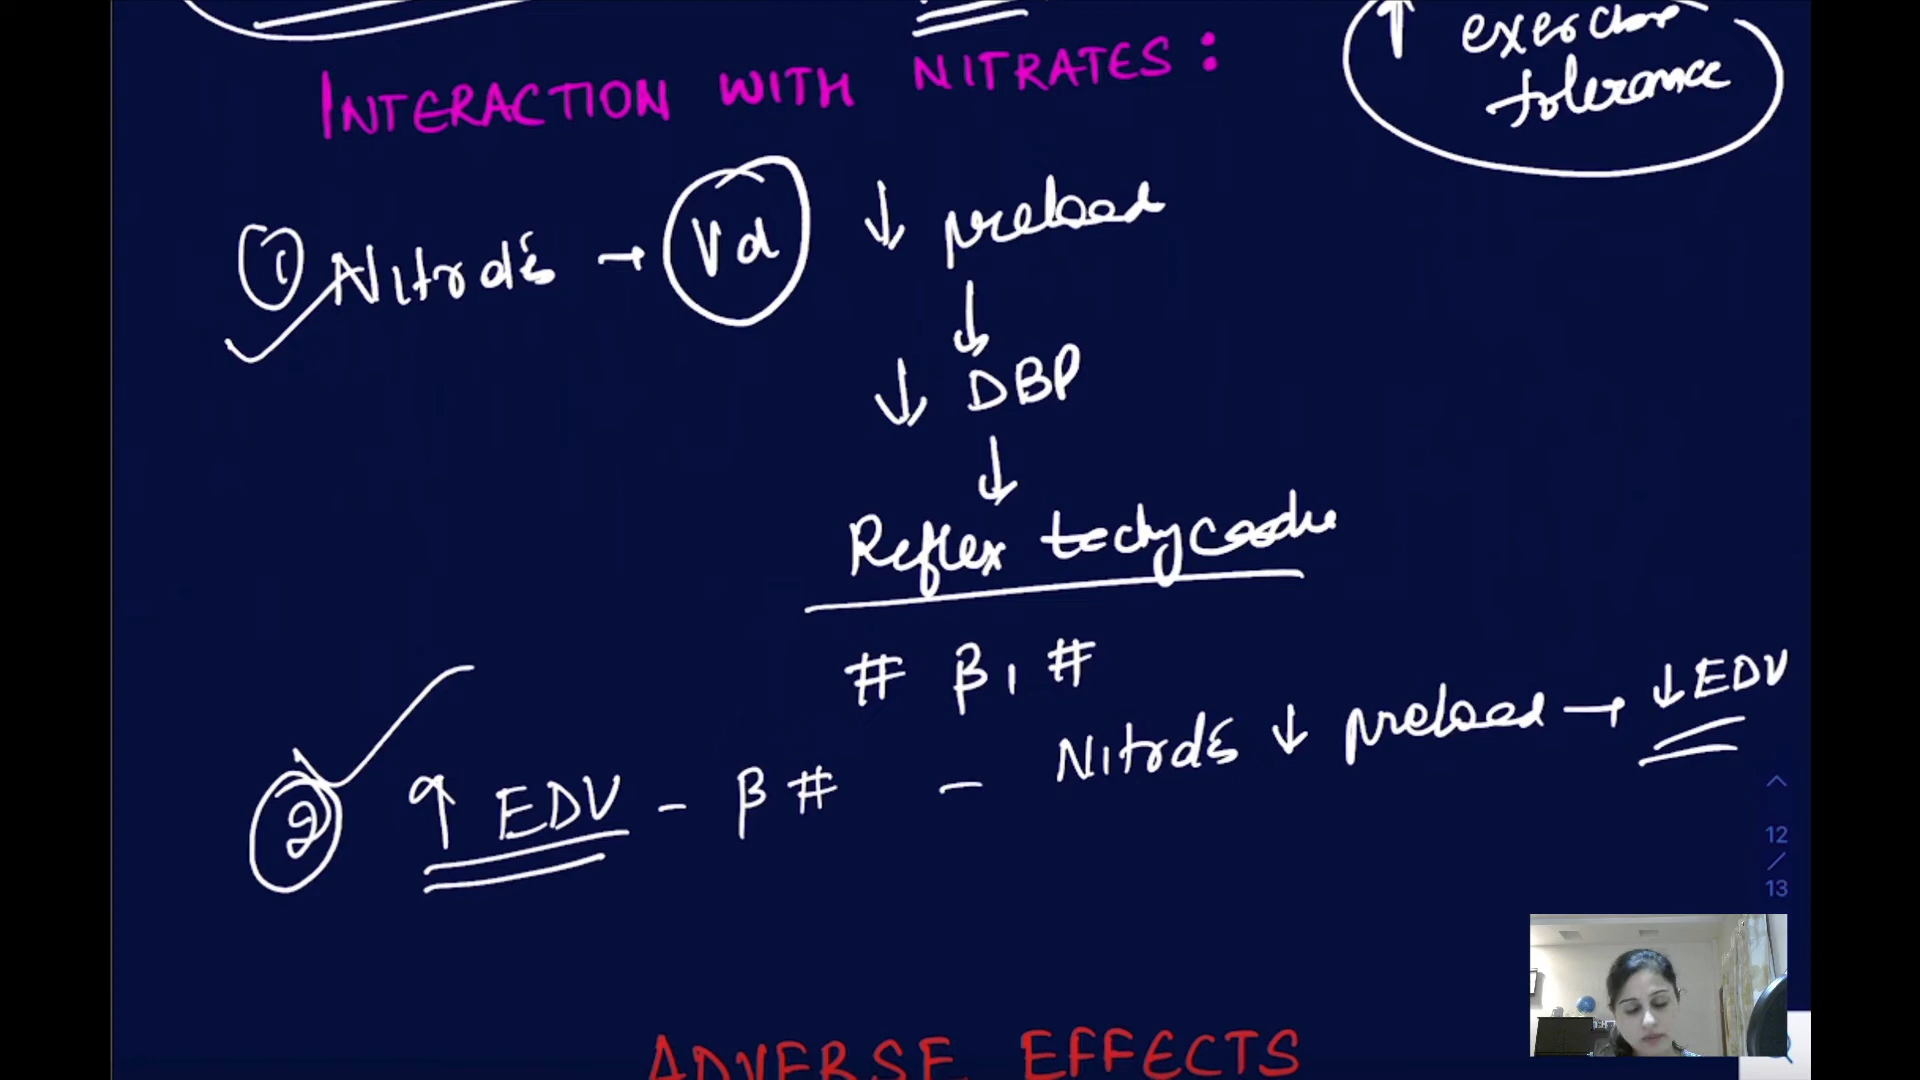 ↑ exercise
tolerance
INTERACTION WITH NITRATES:
① Nitrates → Vd ↓ preload
↓
↓ DBP
↓
Reflex tachycardia
# β1 #
② ↑ EDV - β # - Nitrates ↓ preload → ↓ EDV
12
/
13
ADVERSE EFFECTS